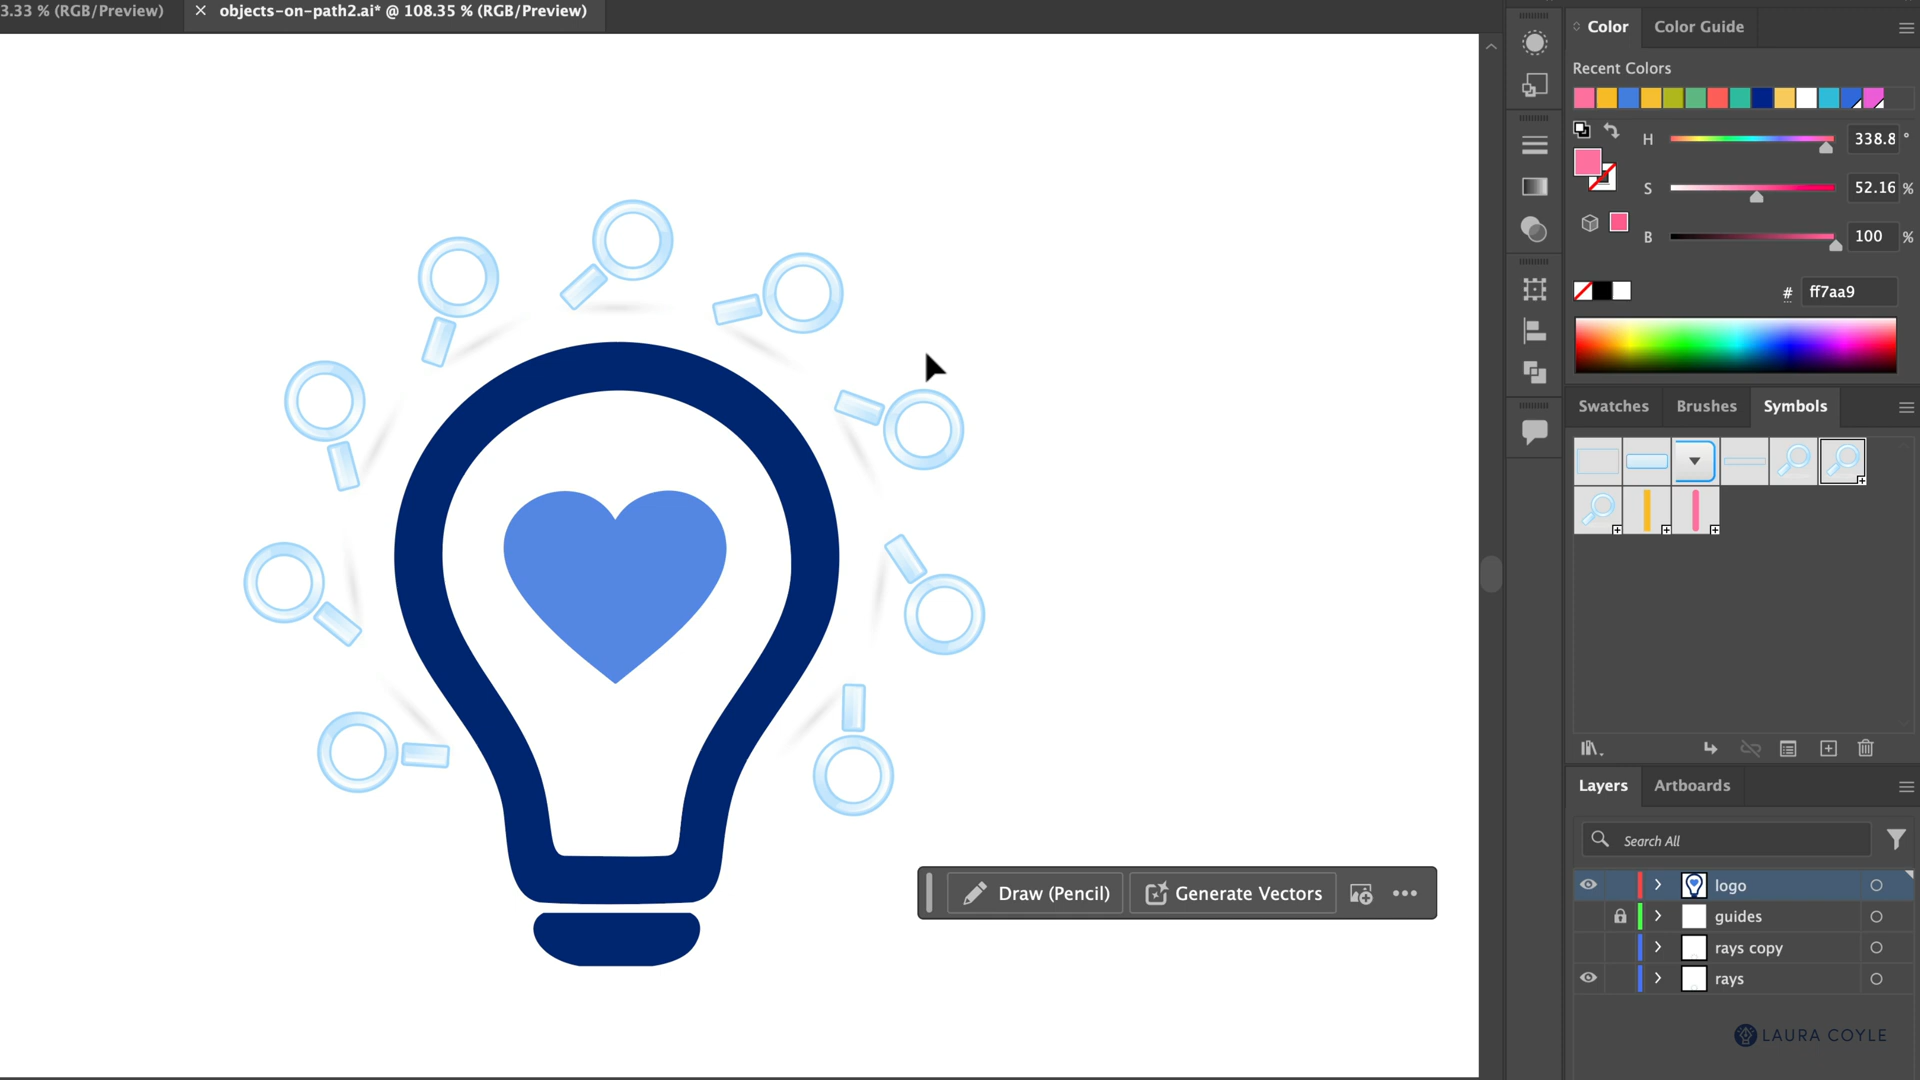 3.33 % (RGB/Preview)
× objects-on-path2.ai* @ 108.35 % (RGB/Preview)
Color
Color Guide
Recent Colors
H 338.8 °
S 52.16 %
B 100 %
# ff7aa9
Swatches
Brushes
Symbols
Draw (Pencil)
Generate Vectors
Layers
Artboards
Search All
logo
guides
rays copy
rays
LAURA COYLE